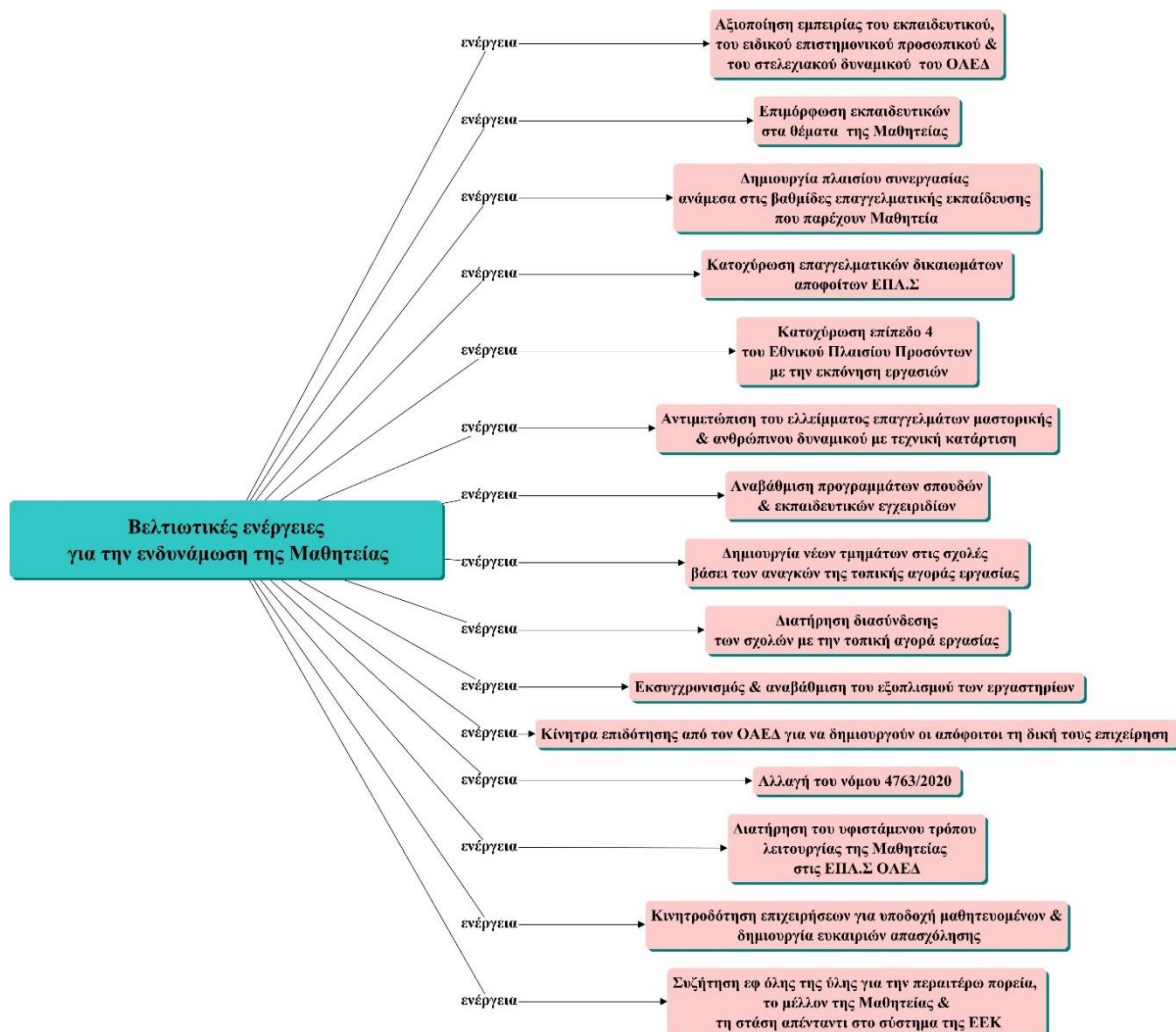 ενέργεια
Αξιοποίηση εμπειρίας του εκπαιδευτικού,
του ειδικού επιστημονικού προσωπικού &
του στελεχιακού δυναμικού του ΟΑΕΔ
ενέργεια
Επιμόρφωση εκπαιδευτικών
στα θέματα της Μαθητείας
ενέργεια
Δημιουργία πλαισίου συνεργασίας
ανάμεσα στις βαθμίδες επαγγελματικής εκπαίδευσης
που παρέχουν Μαθητεία
ενέργεια
Κατοχύρωση επαγγελματικών δικαιωμάτων
αποφοίτων ΕΠΑ.Σ
ενέργεια
Κατοχύρωση επίπεδο 4
του Εθνικού Πλαισίου Προσόντων
με την εκπόνηση εργασιών
ενέργεια
Αντιμετώπιση του ελλείμματος επαγγελμάτων μαστορικής
& ανθρώπινου δυναμικού με τεχνική κατάρτιση
ενέργεια
Αναβάθμιση προγραμμάτων σπουδών
& εκπαιδευτικών εγχειριδίων
Βελτιωτικές ενέργειες
για την ενδυνάμωση της Μαθητείας
ενέργεια
Δημιουργία νέων τμημάτων στις σχολές
βάσει των αναγκών της τοπικής αγοράς εργασίας
ενέργεια
Διατήρηση διασύνδεσης
των σχολών με την τοπική αγορά εργασίας
ενέργεια
Εκσυγχρονισμός & αναβάθμιση του εξοπλισμού των εργαστηρίων
ενέργεια
Κίνητρα επιδότησης από τον ΟΑΕΔ για να δημιουργούν οι απόφοιτοι τη δική τους επιχείρηση
ενέργεια
Αλλαγή του νόμου 4763/2020
ενέργεια
Διατήρηση του υφιστάμενου τρόπου
λειτουργίας της Μαθητείας
στις ΕΠΑ.Σ ΟΑΕΔ
ενέργεια
Κινητροδότηση επιχειρήσεων για υποδοχή μαθητευομένων &
δημιουργία ευκαιριών απασχόλησης
ενέργεια
Συζήτηση εφ όλης της ύλης για την περαιτέρω πορεία,
το μέλλον της Μαθητείας &
τη στάση απέναντι στο σύστημα της ΕΕΚ